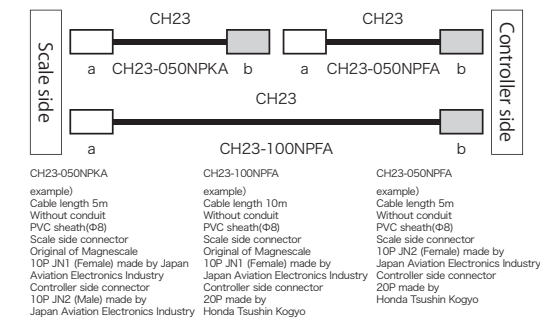 CH23
CH23
Scale side
Controller side
a
CH23-050NPKA
b
a
CH23-050NPFA
b
CH23
a
CH23-100NPFA
b
CH23-050NPKA
example)
Cable length 5m
Without conduit
PVC sheath(Φ8)
Scale side connector
Original of Magnescale
10P JN1 (Female) made by Japan
Aviation Electronics Industry
Controller side connector
10P JN2 (Male) made by
Japan Aviation Electronics Industry
CH23-100NPFA
example)
Cable length 10m
Without conduit
PVC sheath(Φ8)
Scale side connector
Original of Magnescale
10P JN1 (Female) made by
Japan Aviation Electronics Industry
Controller side connector
20P made by
Honda Tsushin Kogyo
CH23-050NPFA
example)
Cable length 5m
Without conduit
PVC sheath(Φ8)
Scale side connector
10P JN2 (Female) made by
Japan Aviation Electronics Industry
Controller side connector
20P made by
Honda Tsushin Kogyo